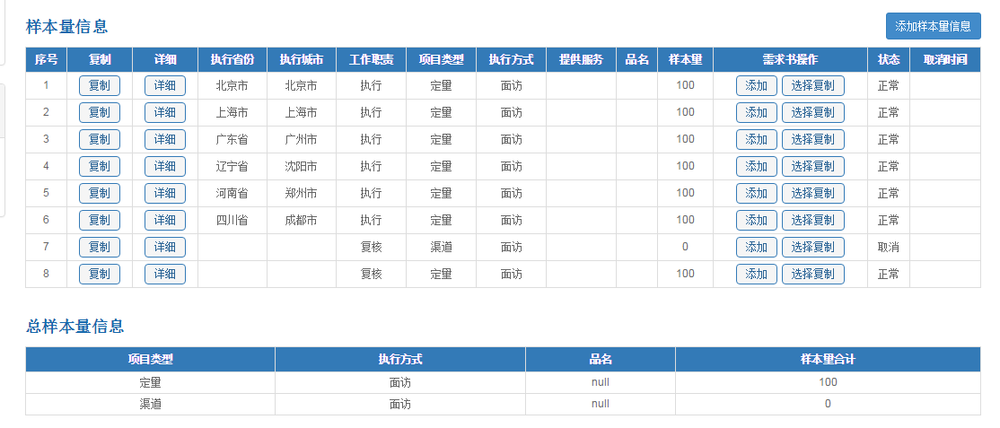 样本量信息
添加样本量信息
序号 复制 详细 执行省份 执行城市 工作职责 项目类型 执行方式 提供服务 品名 样本量 需求书操作 状态 取消时间
1 复制 详细 北京市 北京市 执行 定量 面访 100 添加 选择复制 正常
2 复制 详细 上海市 上海市 执行 定量 面访 100 添加 选择复制 正常
3 复制 详细 广东省 广州市 执行 定量 面访 100 添加 选择复制 正常
4 复制 详细 辽宁省 沈阳市 执行 定量 面访 100 添加 选择复制 正常
5 复制 详细 河南省 郑州市 执行 定量 面访 100 添加 选择复制 正常
6 复制 详细 四川省 成都市 执行 定量 面访 100 添加 选择复制 正常
7 复制 详细 复核 渠道 面访 0 添加 选择复制 取消
8 复制 详细 复核 定量 面访 100 添加 选择复制 正常
总样本量信息
项目类型 执行方式 品名 样本量合计
定量 面访 null 100
渠道 面访 null 0